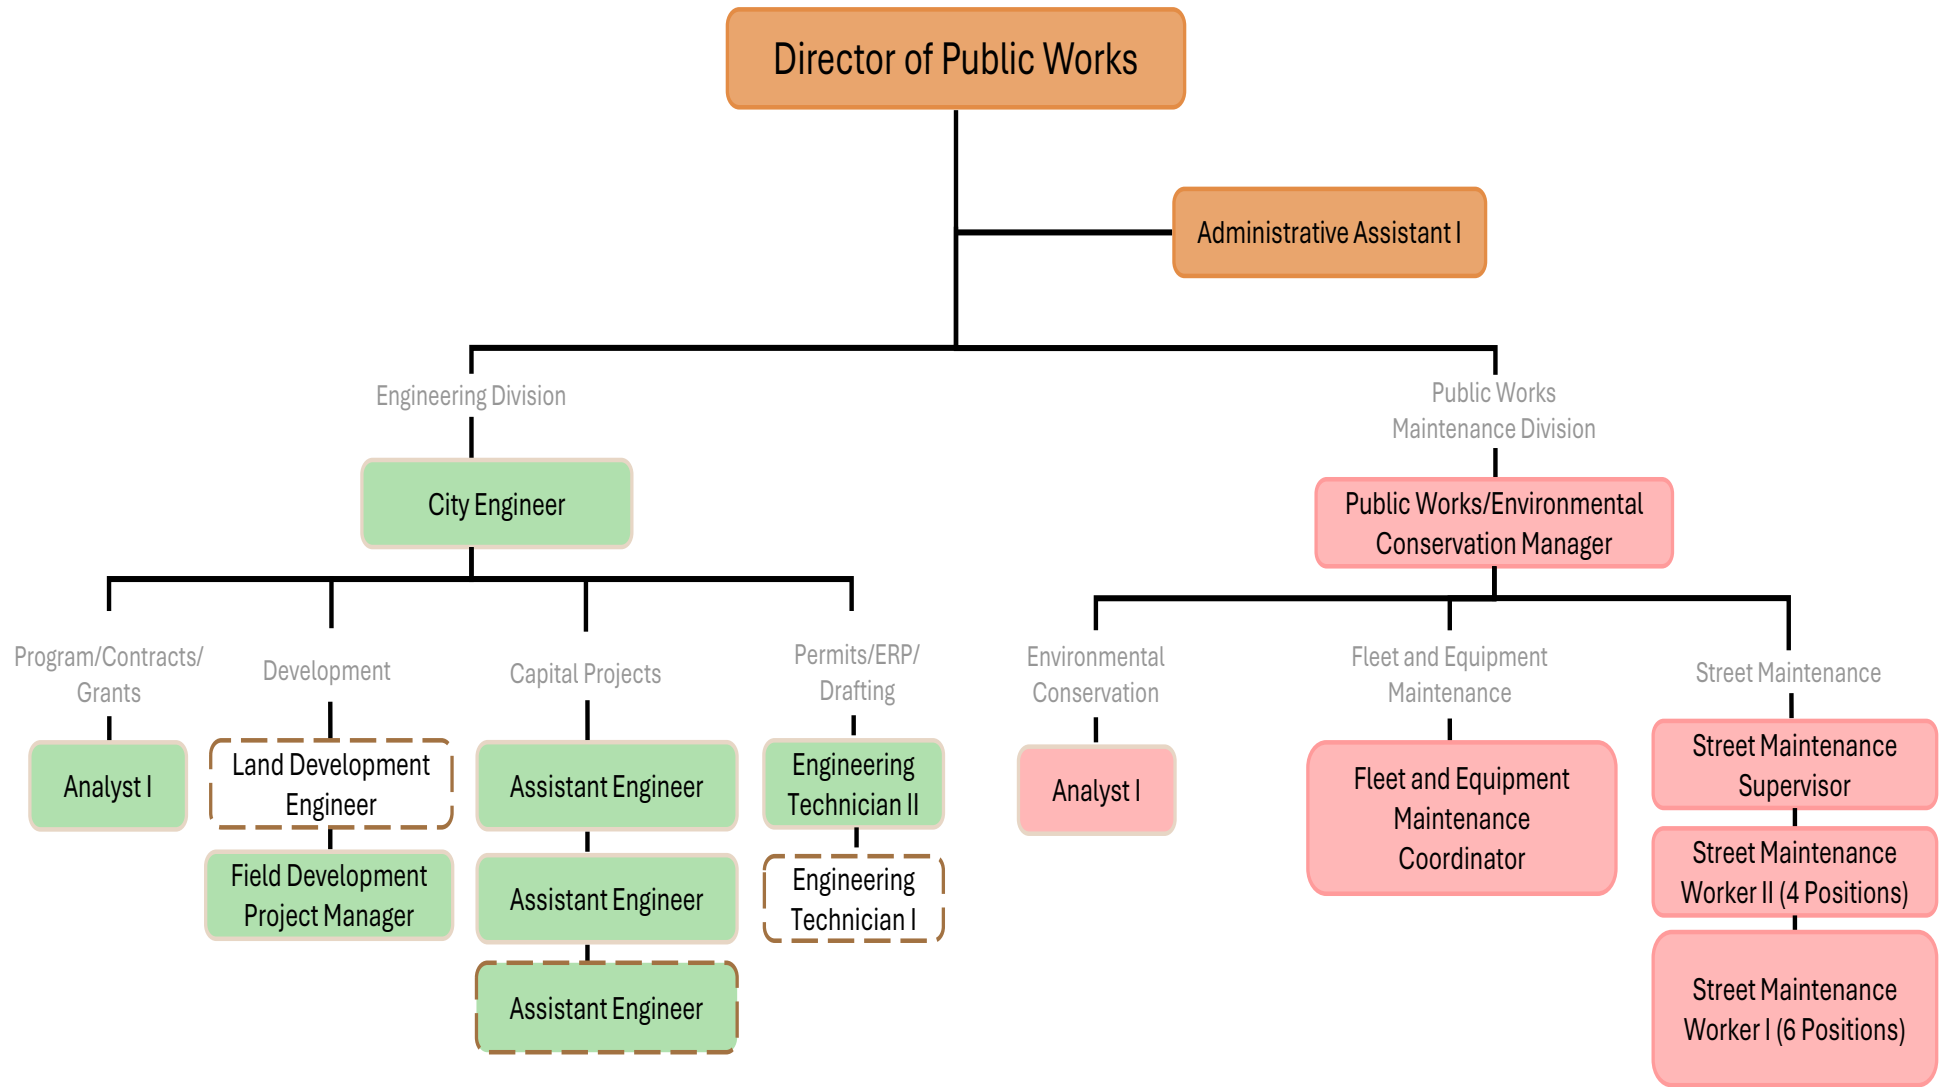 Director of Public Works
Administrative Assistant I
Engineering Division
City Engineer
Program/Contracts/
Grants
Analyst I
Development
Land Development
Engineer
Field Development
Project Manager
Capital Projects
Assistant Engineer
Assistant Engineer
Assistant Engineer
Permits/ERP/
Drafting
Engineering
Technician II
Engineering
Technician I
Public Works
Maintenance Division
Public Works/Environmental
Conservation Manager
Environmental
Conservation
Analyst I
Fleet and Equipment
Maintenance
Fleet and Equipment
Maintenance
Coordinator
Street Maintenance
Street Maintenance
Supervisor
Street Maintenance
Worker II (4 Positions)
Street Maintenance
Worker I (6 Positions)